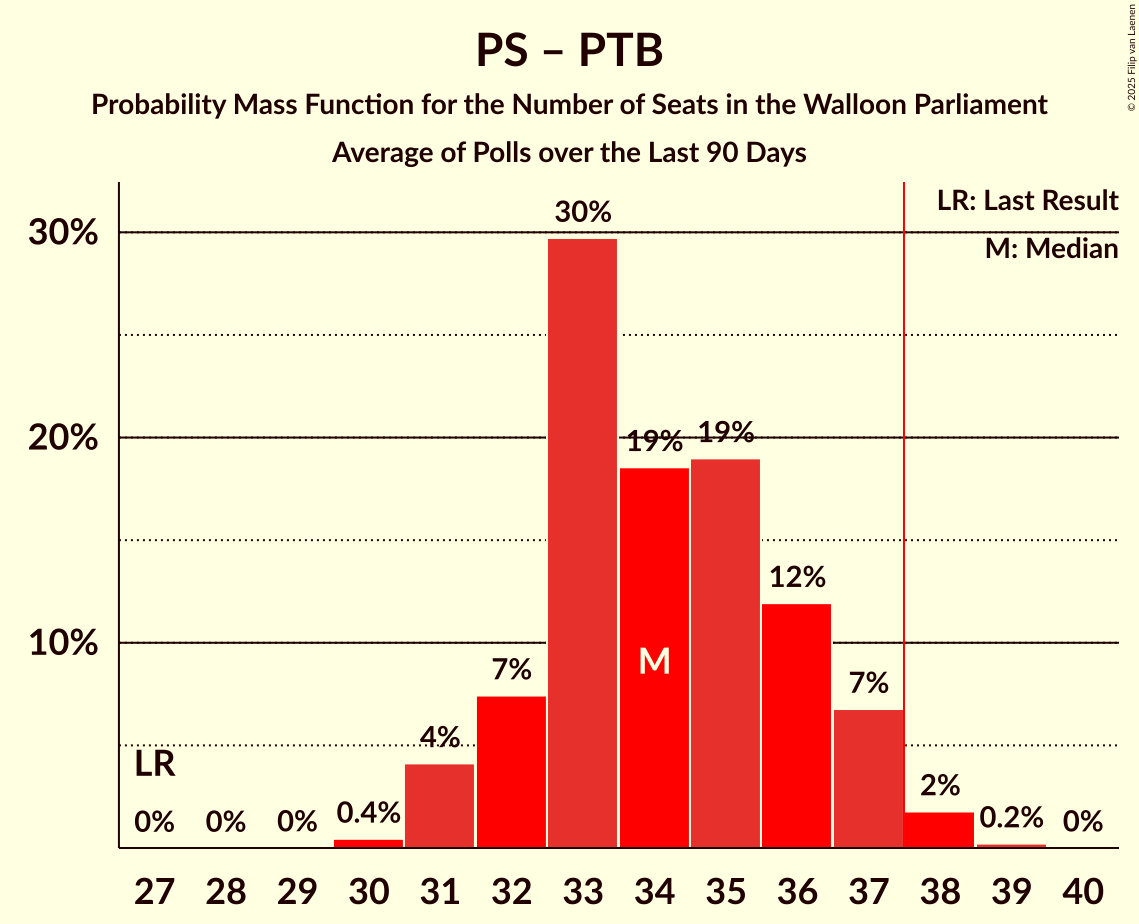 PS – PTB
Probability Mass Function for the Number of Seats in the Walloon Parliament
Average of Polls over the Last 90 Days
© 2025 Filip van Laenen
LR: Last Result
M: Median
30%
20%
10%
30%
19%
19%
12%
M
7%
7%
4%
LR
2%
0%
0%
0%
0.4%
0.2%
0%
27 28 29 30 31 32 33 34 35 36 37 38 39 40